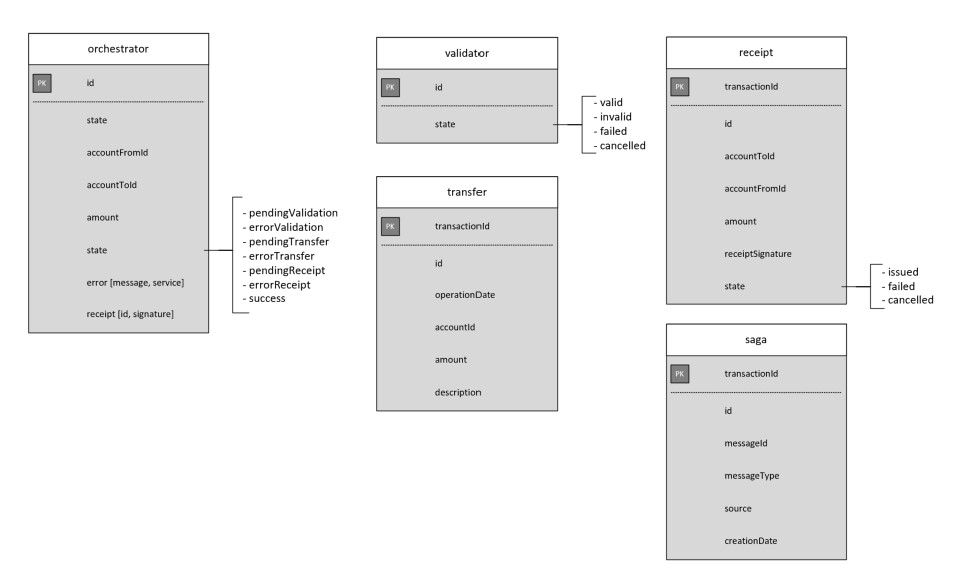 orchestrator
PK id
state
accountFromId
accountToId
amount
state
error [message, service]
receipt [id, signature]
- pendingValidation
- errorValidation
- pendingTransfer
- errorTransfer
- pendingReceipt
- errorReceipt
- success
validator
PK id
state
- valid
- invalid
- failed
- cancelled
transfer
PK transactionId
id
operationDate
accountId
amount
description
receipt
PK transactionId
id
accountToId
accountFromId
amount
receiptSignature
state
- issued
- failed
- cancelled
saga
PK transactionId
id
messageId
messageType
source
creationDate